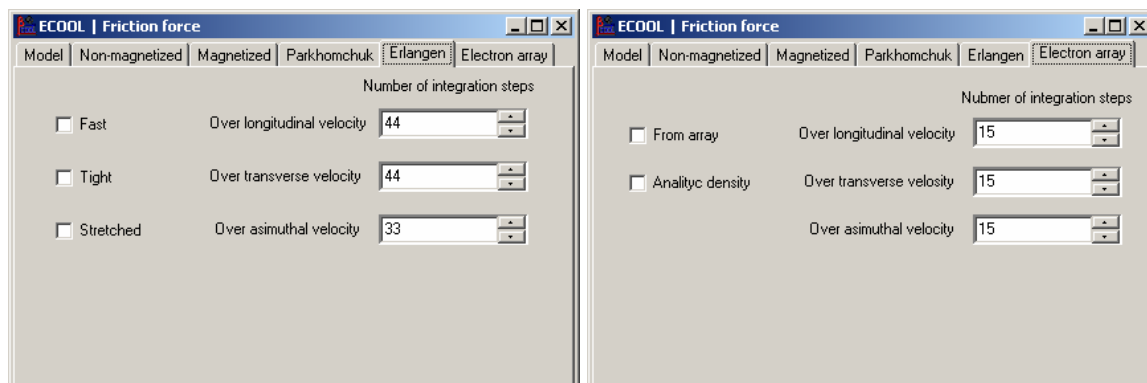 ECOOL | Friction force
Model Non-magnetized Magnetized Parkhomchuk Erlangen Electron array
Number of integration steps
Fast Over longitudinal velocity 44
Tight Over transverse velocity 44
Stretched Over asimuthal velocity 33
ECOOL | Friction force
Model Non-magnetized Magnetized Parkhomchuk Erlangen Electron array
Nubmer of integration steps
From array Over longitudinal velocity 15
Analityc density Over transverse velosity 15
Over asimuthal velocity 15